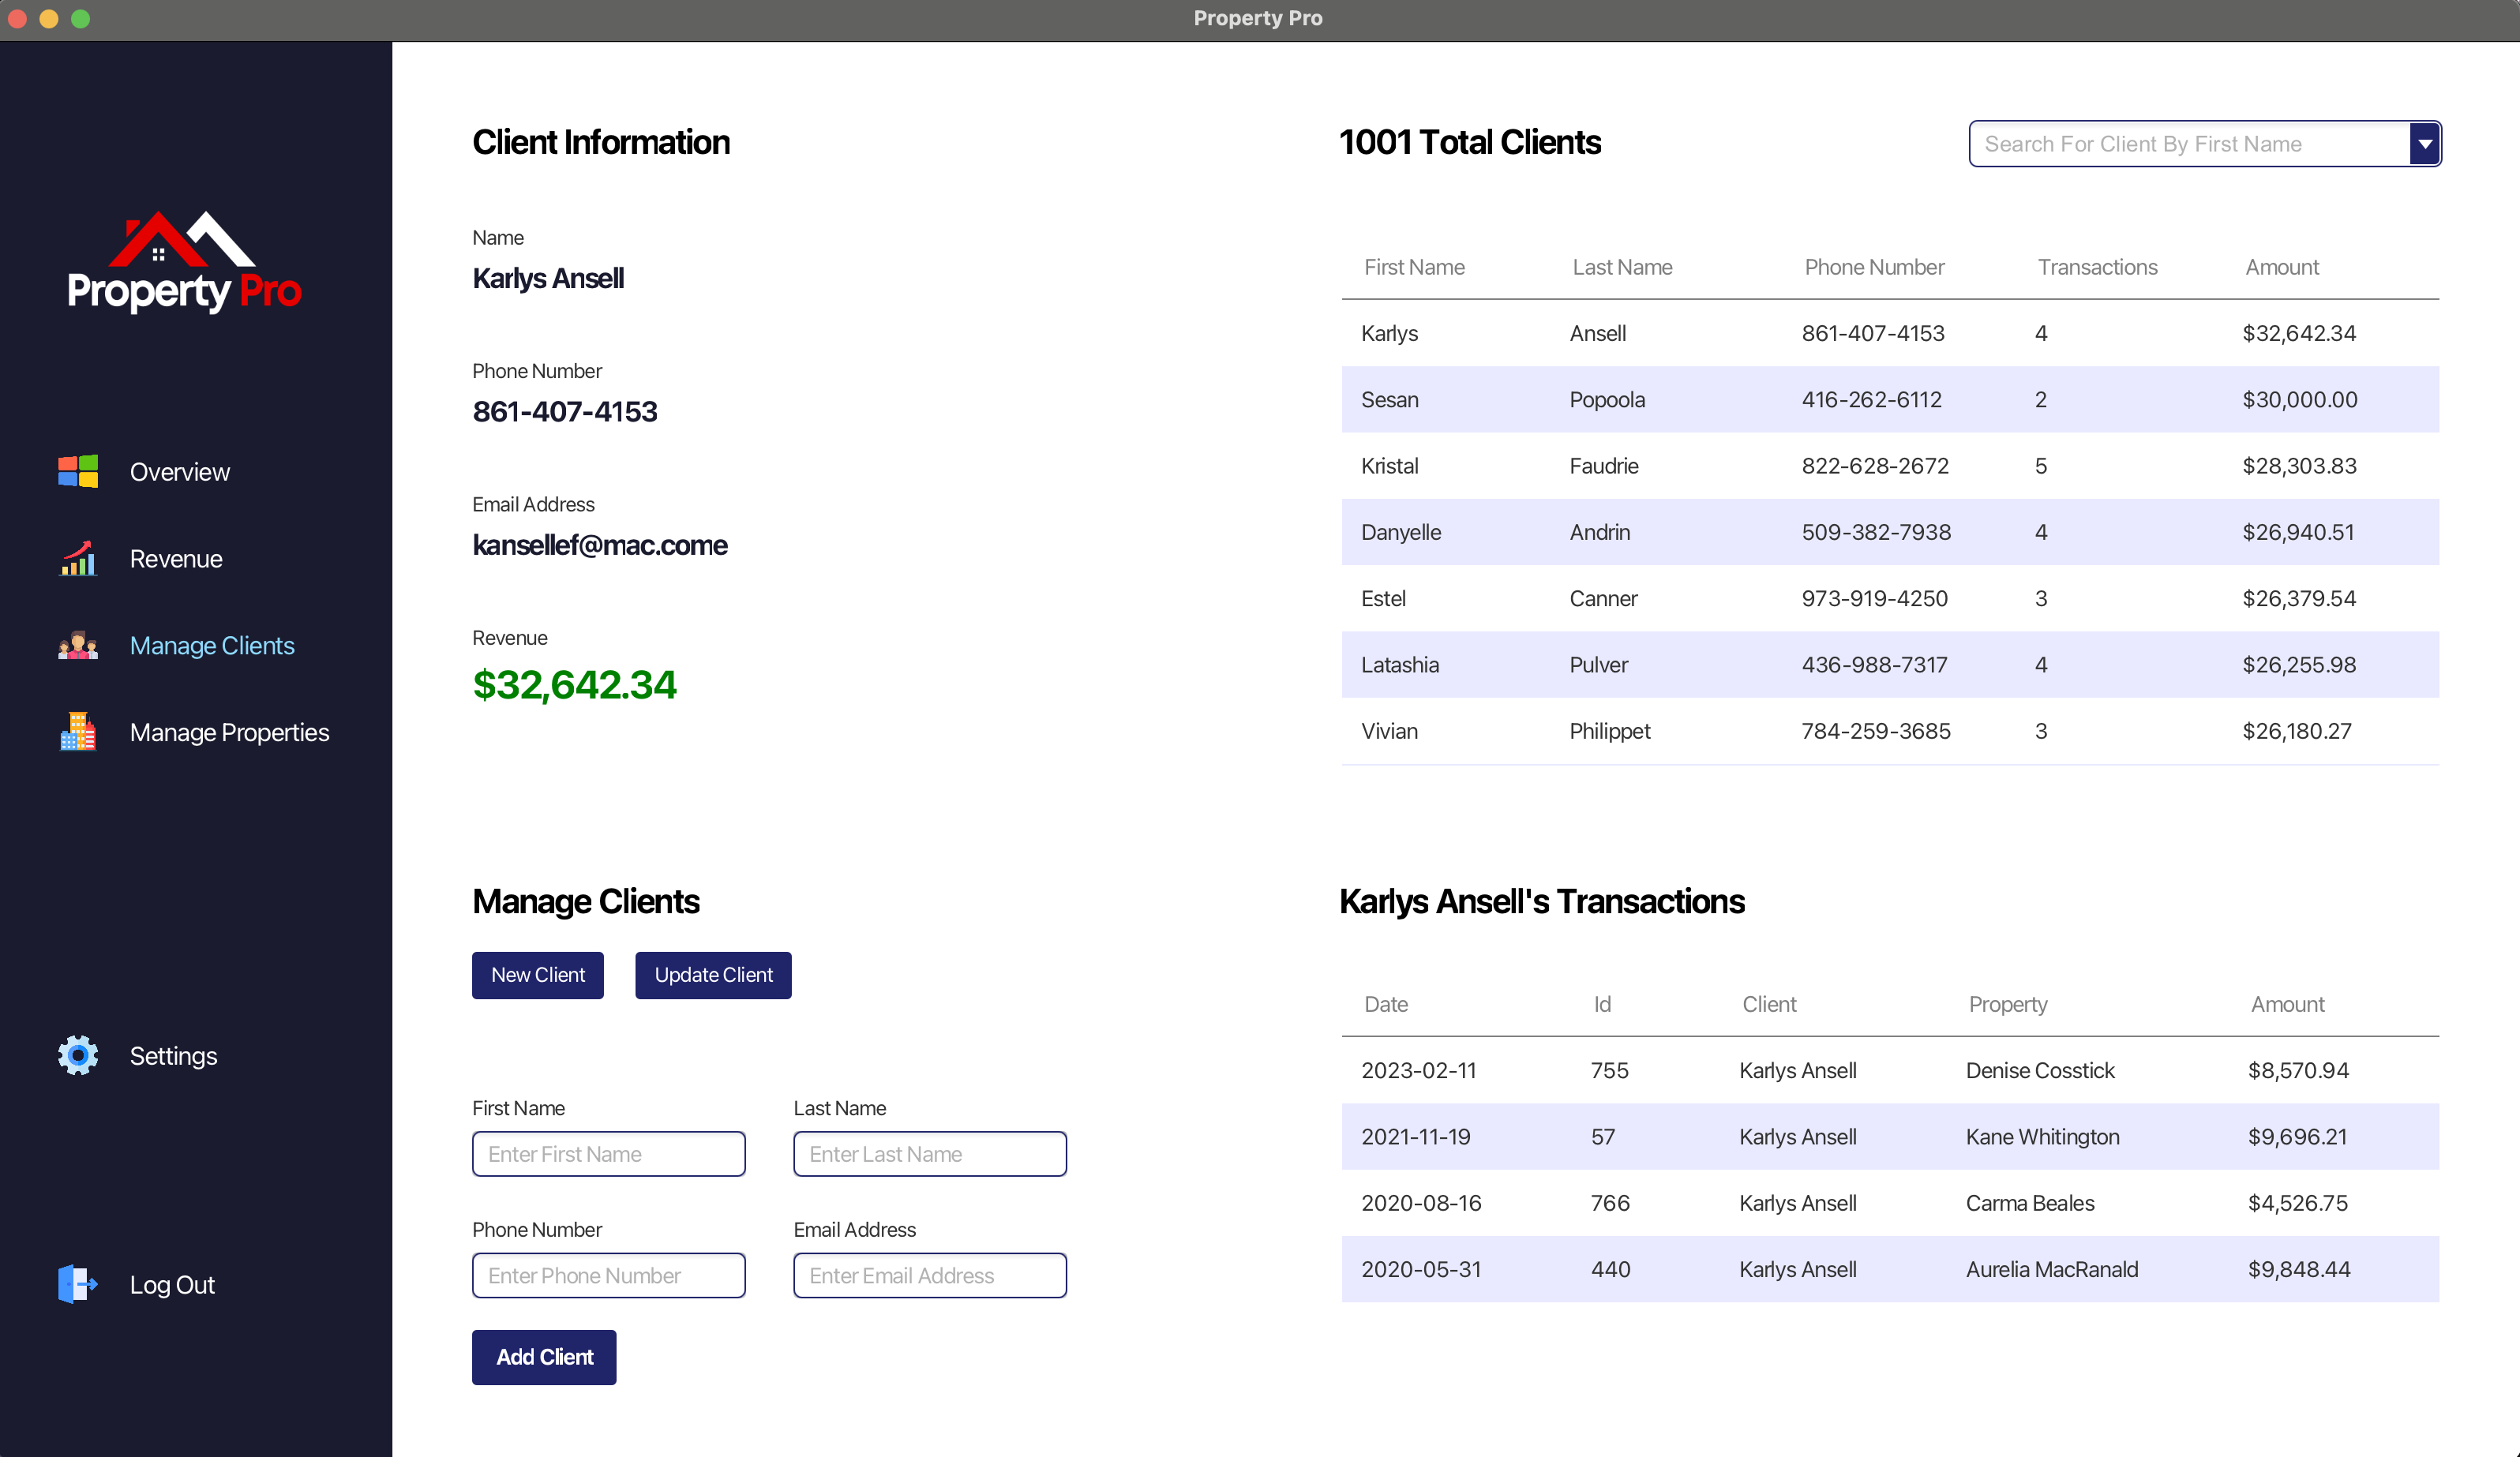 Property Pro
Property Pro
Overview
Revenue
Manage Clients
Manage Properties
Settings
Log Out
Client Information
Name
Karlys Ansell
Phone Number
861-407-4153
Email Address
kansellef@mac.come
Revenue
$32,642.34
1001 Total Clients
Search For Client By First Name
First Name Last Name Phone Number Transactions Amount
Karlys Ansell 861-407-4153 4 $32,642.34
Sesan Popoola 416-262-6112 2 $30,000.00
Kristal Faudrie 822-628-2672 5 $28,303.83
Danyelle Andrin 509-382-7938 4 $26,940.51
Estel Canner 973-919-4250 3 $26,379.54
Latashia Pulver 436-988-7317 4 $26,255.98
Vivian Philippet 784-259-3685 3 $26,180.27
Manage Clients
New Client Update Client
First Name Last Name
Enter First Name Enter Last Name
Phone Number Email Address
Enter Phone Number Enter Email Address
Add Client
Karlys Ansell's Transactions
Date Id Client Property Amount
2023-02-11 755 Karlys Ansell Denise Cosstick $8,570.94
2021-11-19 57 Karlys Ansell Kane Whitington $9,696.21
2020-08-16 766 Karlys Ansell Carma Beales $4,526.75
2020-05-31 440 Karlys Ansell Aurelia MacRanald $9,848.44